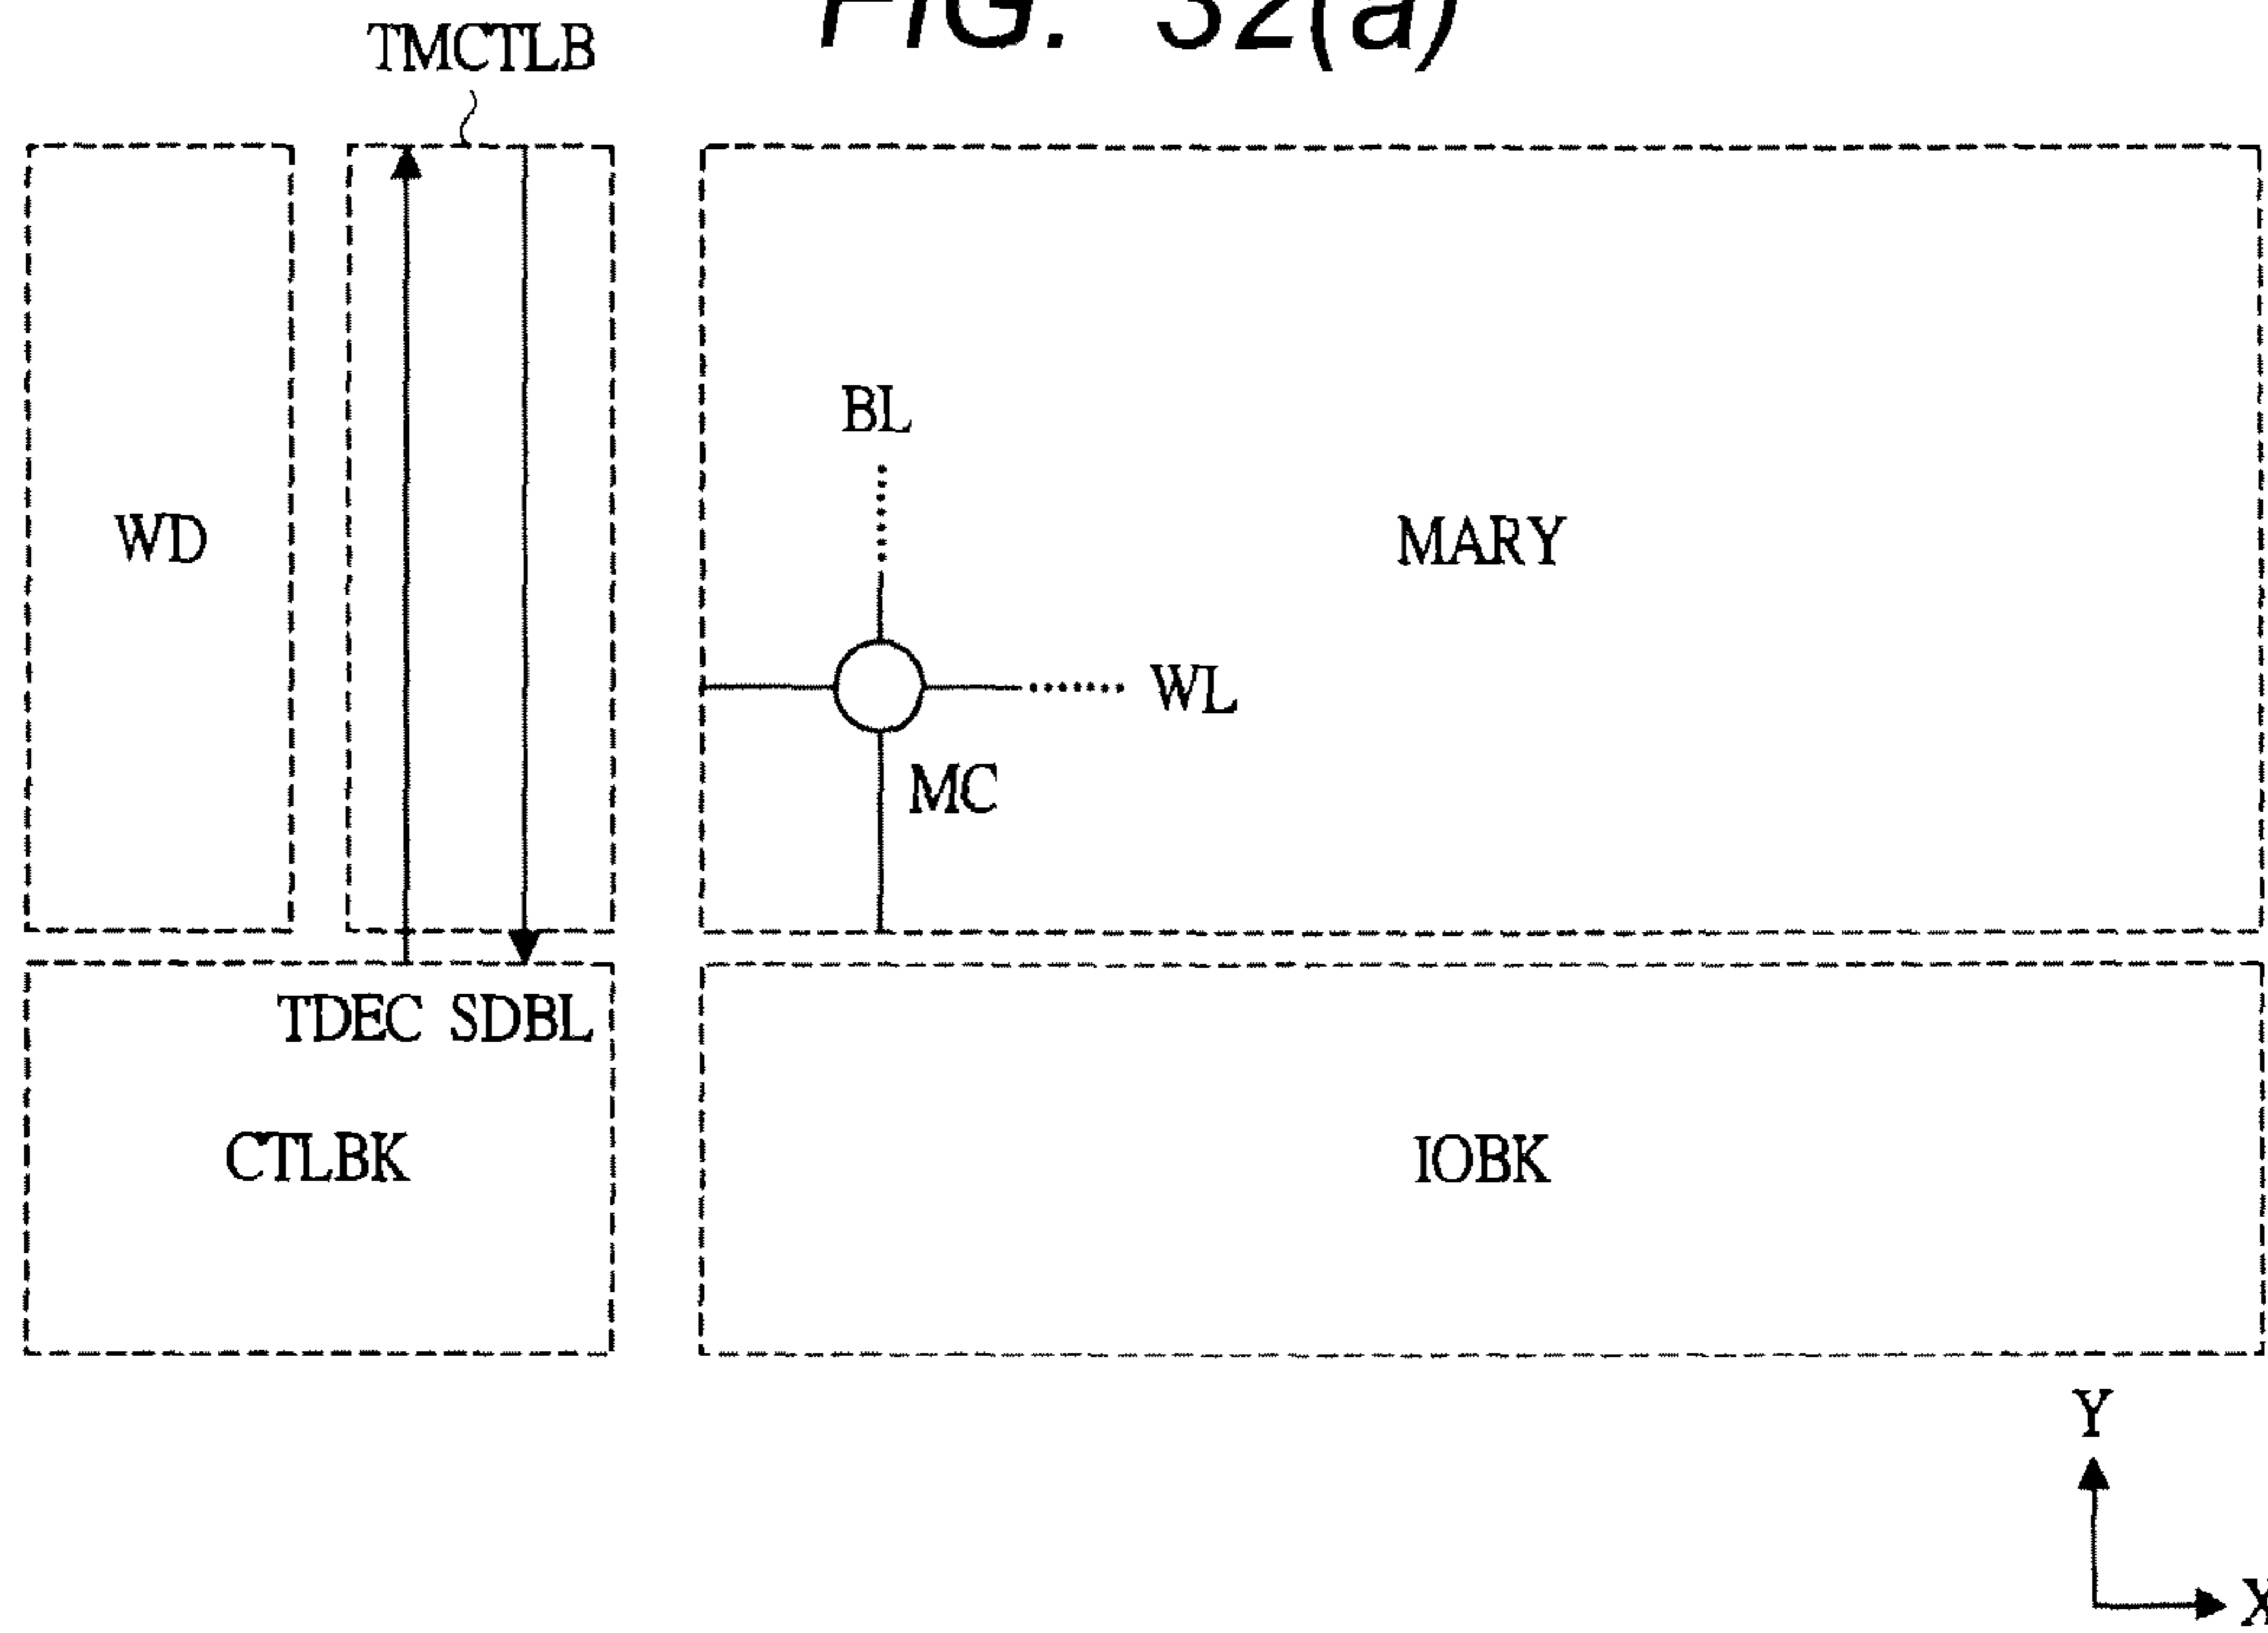 FIG. 32(a)
TMCTLB
BL
WD
MARY
WL
MC
TDEC SDBL
CTLBK
IOBK
Y
X